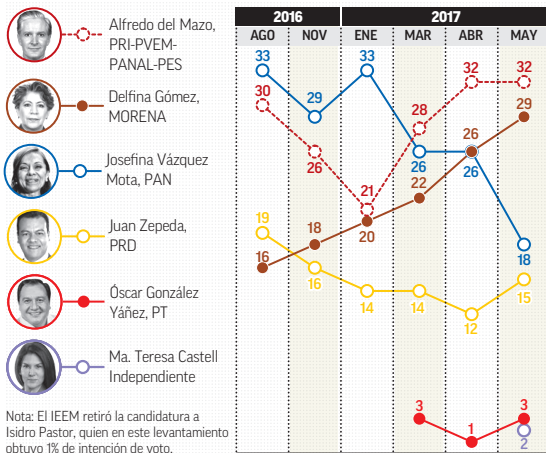 2016 2017
AGO NOV ENE MAR ABR MAY
Alfredo del Mazo,
PRI-PVEM-
PANAL-PES
Delfina Gómez,
MORENA
Josefina Vázquez
Mota, PAN
Juan Zepeda,
PRD
Óscar González
Yáñez, PT
Ma. Teresa Castell
Independiente
Nota: El IEEM retiró la candidatura a
Isidro Pastor, quien en este levantamiento
obtuvo 1% de intención de voto.
30 26 21 28 32 32
16 18 20 22 26 29
33 29 33 26 26 18
19 16 14 14 12 15
3 1 3
2